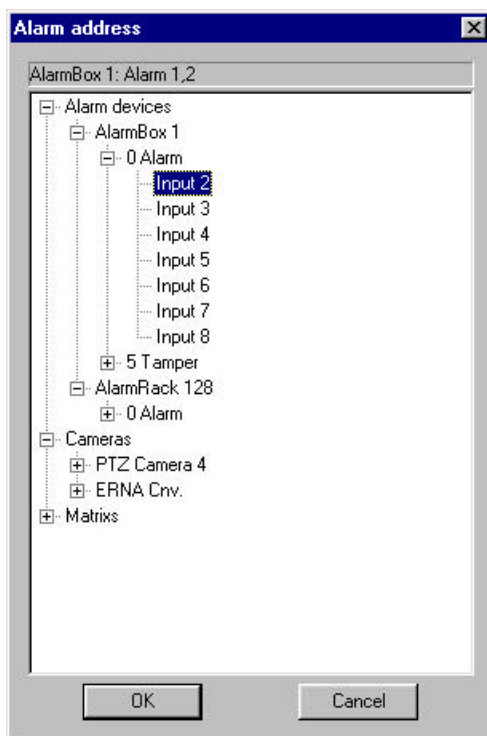 Alarm address
AlarmBox 1: Alarm 1,2
Alarm devices
AlarmBox 1
0 Alarm
Input 2
Input 3
Input 4
Input 5
Input 6
Input 7
Input 8
5 Tamper
AlarmRack 128
0 Alarm
Cameras
PTZ Camera 4
ERNA Cnv.
Matrixs
OK Cancel